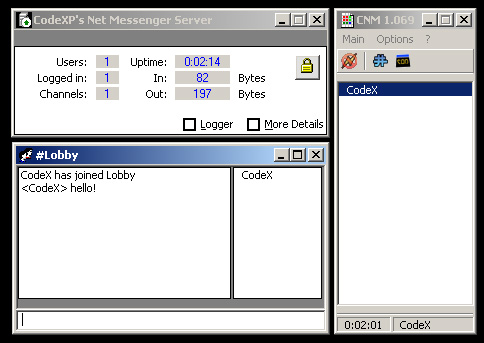 CodeXP's Net Messenger Server
Users: 1 Uptime: 0:02:14
Logged in: 1 In: 82 Bytes
Channels: 1 Out: 197 Bytes
Logger More Details
#Lobby
CodeX has joined Lobby
<CodeX> hello!
CodeX
CNM 1.069
Main Options ?
CodeX
0:02:01 CodeX